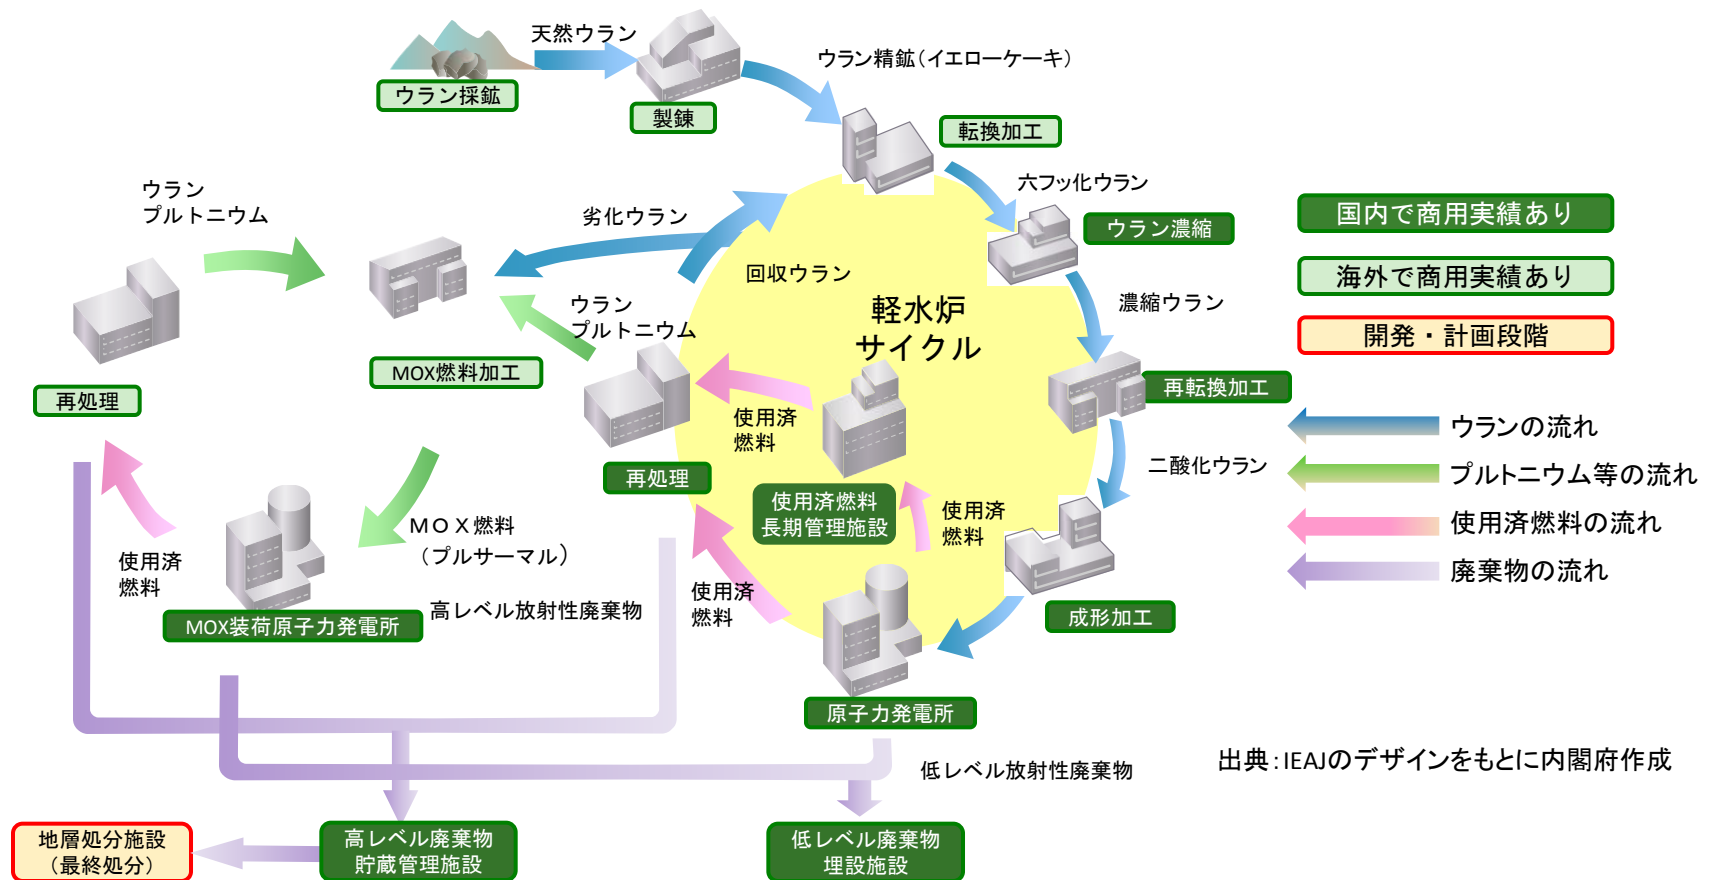 天然ウラン
ウラン採鉱
製錬
ウラン精鉱（イエローケーキ）
転換加工
六フッ化ウラン
ウラン濃縮
濃縮ウラン
再転換加工
二酸化ウラン
成形加工
原子力発電所
軽水炉
サイクル
回収ウラン
劣化ウラン
ウラン
プルトニウム
ウラン
プルトニウム
MOX燃料加工
再処理
再処理
使用済
燃料
使用済燃料
長期管理施設
使用済
燃料
使用済
燃料
使用済
燃料
ＭＯＸ燃料
（プルサーマル）
MOX装荷原子力発電所
高レベル放射性廃棄物
低レベル放射性廃棄物
地層処分施設
（最終処分）
高レベル廃棄物
貯蔵管理施設
低レベル廃棄物
埋設施設
国内で商用実績あり
海外で商用実績あり
開発・計画段階
ウランの流れ
プルトニウム等の流れ
使用済燃料の流れ
廃棄物の流れ
出典：IEAJのデザインをもとに内閣府作成